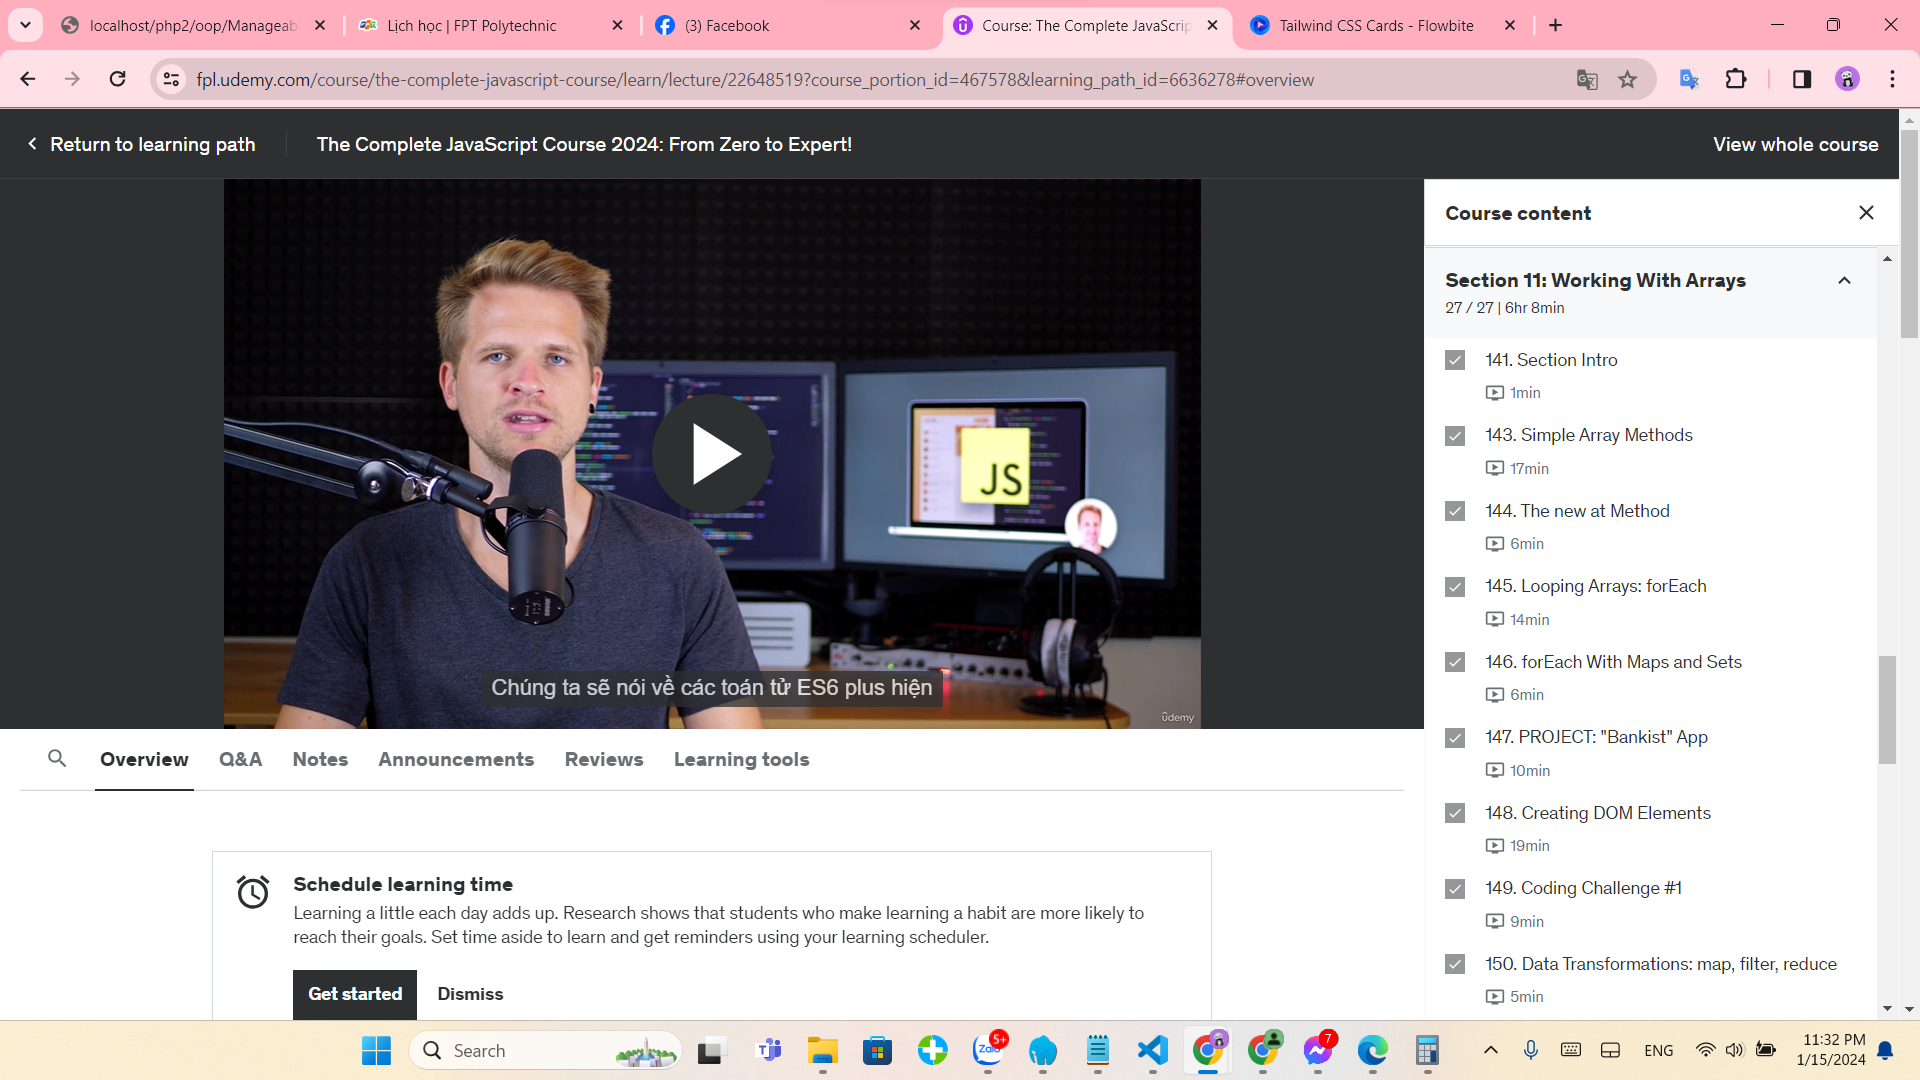 localhost/php2/oop/Manageab
Lịch học | FPT Polytechnic
(3) Facebook
Course: The Complete JavaScrip
Tailwind CSS Cards - Flowbite
fpl.udemy.com/course/the-complete-javascript-course/learn/lecture/22648519?course_portion_id=467578&learning_path_id=6636278#overview
Return to learning path
The Complete JavaScript Course 2024: From Zero to Expert!
View whole course
JS
Chúng ta sẽ nói về các toán tử ES6 plus hiện
ûdemy
Course content
Section 11: Working With Arrays
27 / 27 | 6hr 8min
141. Section Intro
1min
143. Simple Array Methods
17min
144. The new at Method
6min
145. Looping Arrays: forEach
14min
146. forEach With Maps and Sets
6min
147. PROJECT: "Bankist" App
10min
148. Creating DOM Elements
19min
149. Coding Challenge #1
9min
150. Data Transformations: map, filter, reduce
5min
Overview
Q&A
Notes
Announcements
Reviews
Learning tools
Schedule learning time
Learning a little each day adds up. Research shows that students who make learning a habit are more likely to
reach their goals. Set time aside to learn and get reminders using your learning scheduler.
Get started
Dismiss
Search
Zalo
5+
7
ENG
11:32 PM
1/15/2024